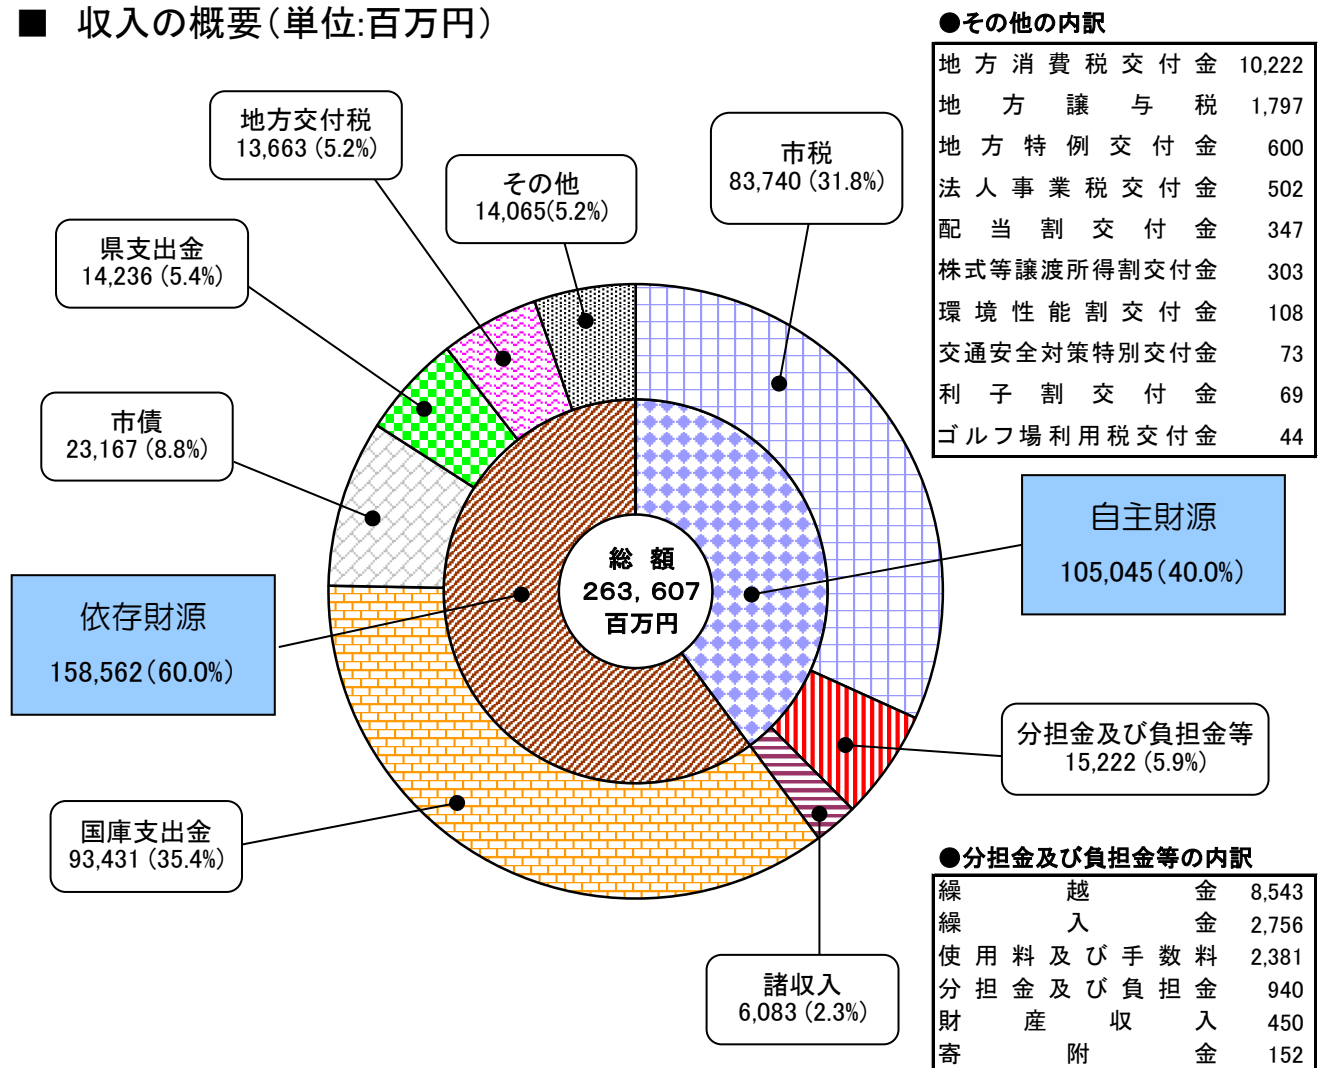 ■ 収入の概要(単位:百万円)
地方交付税
13,663 (5.2%)
その他
14,065(5.2%)
市税
83,740 (31.8%)
県支出金
14,236 (5.4%)
市債
23,167 (8.8%)
総額
263,607
百万円
自主財源
105,045(40.0%)
依存財源
158,562(60.0%)
分担金及び負担金等
15,222 (5.9%)
国庫支出金
93,431 (35.4%)
諸収入
6,083 (2.3%)
●その他の内訳
地方消費税交付金 10,222
地方譲与税 1,797
地方特例交付金 600
法人事業税交付金 502
配当割交付金 347
株式等譲渡所得割交付金 303
環境性能割交付金 108
交通安全対策特別交付金 73
利子割交付金 69
ゴルフ場利用税交付金 44
●分担金及び負担金等の内訳
繰越金 8,543
繰入金 2,756
使用料及び手数料 2,381
分担金及び負担金 940
財産収入 450
寄附金 152